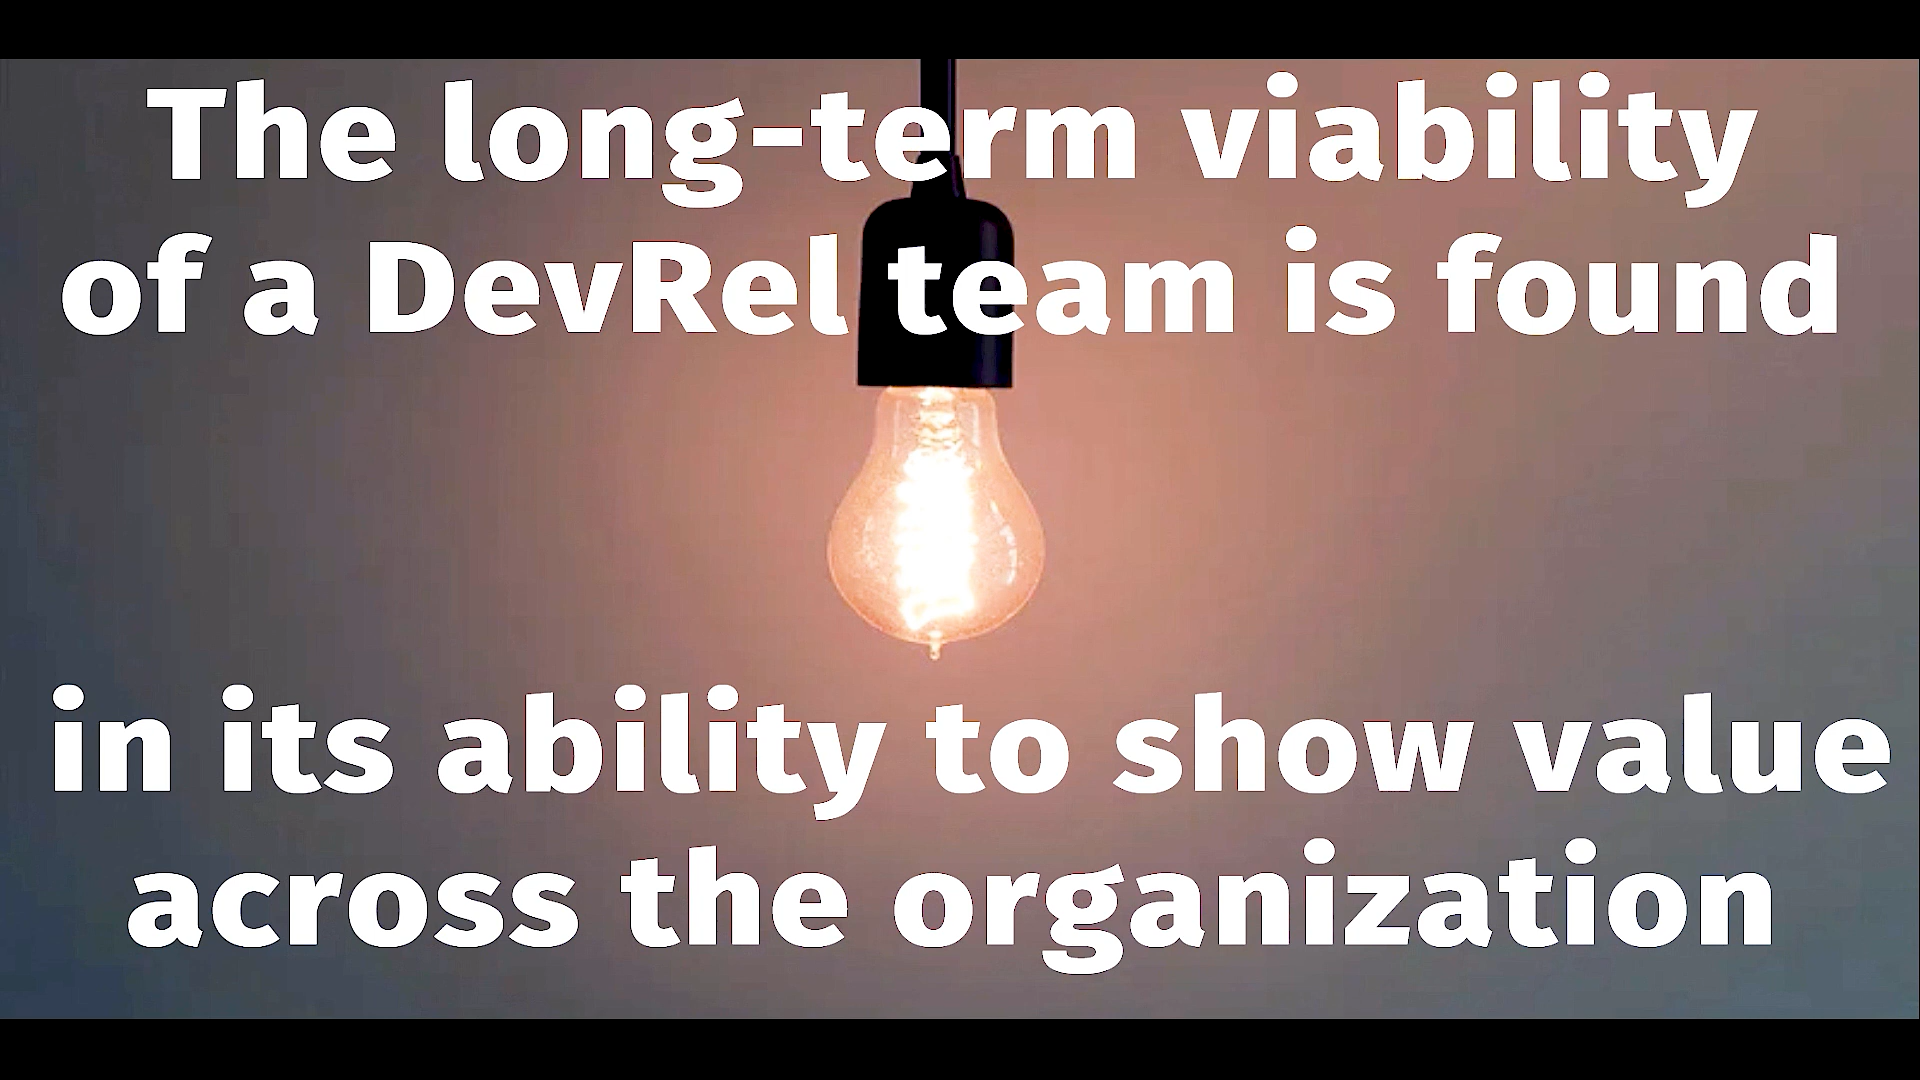 The long-term viability
of a DevRel team is found
in its ability to show value
across the organization